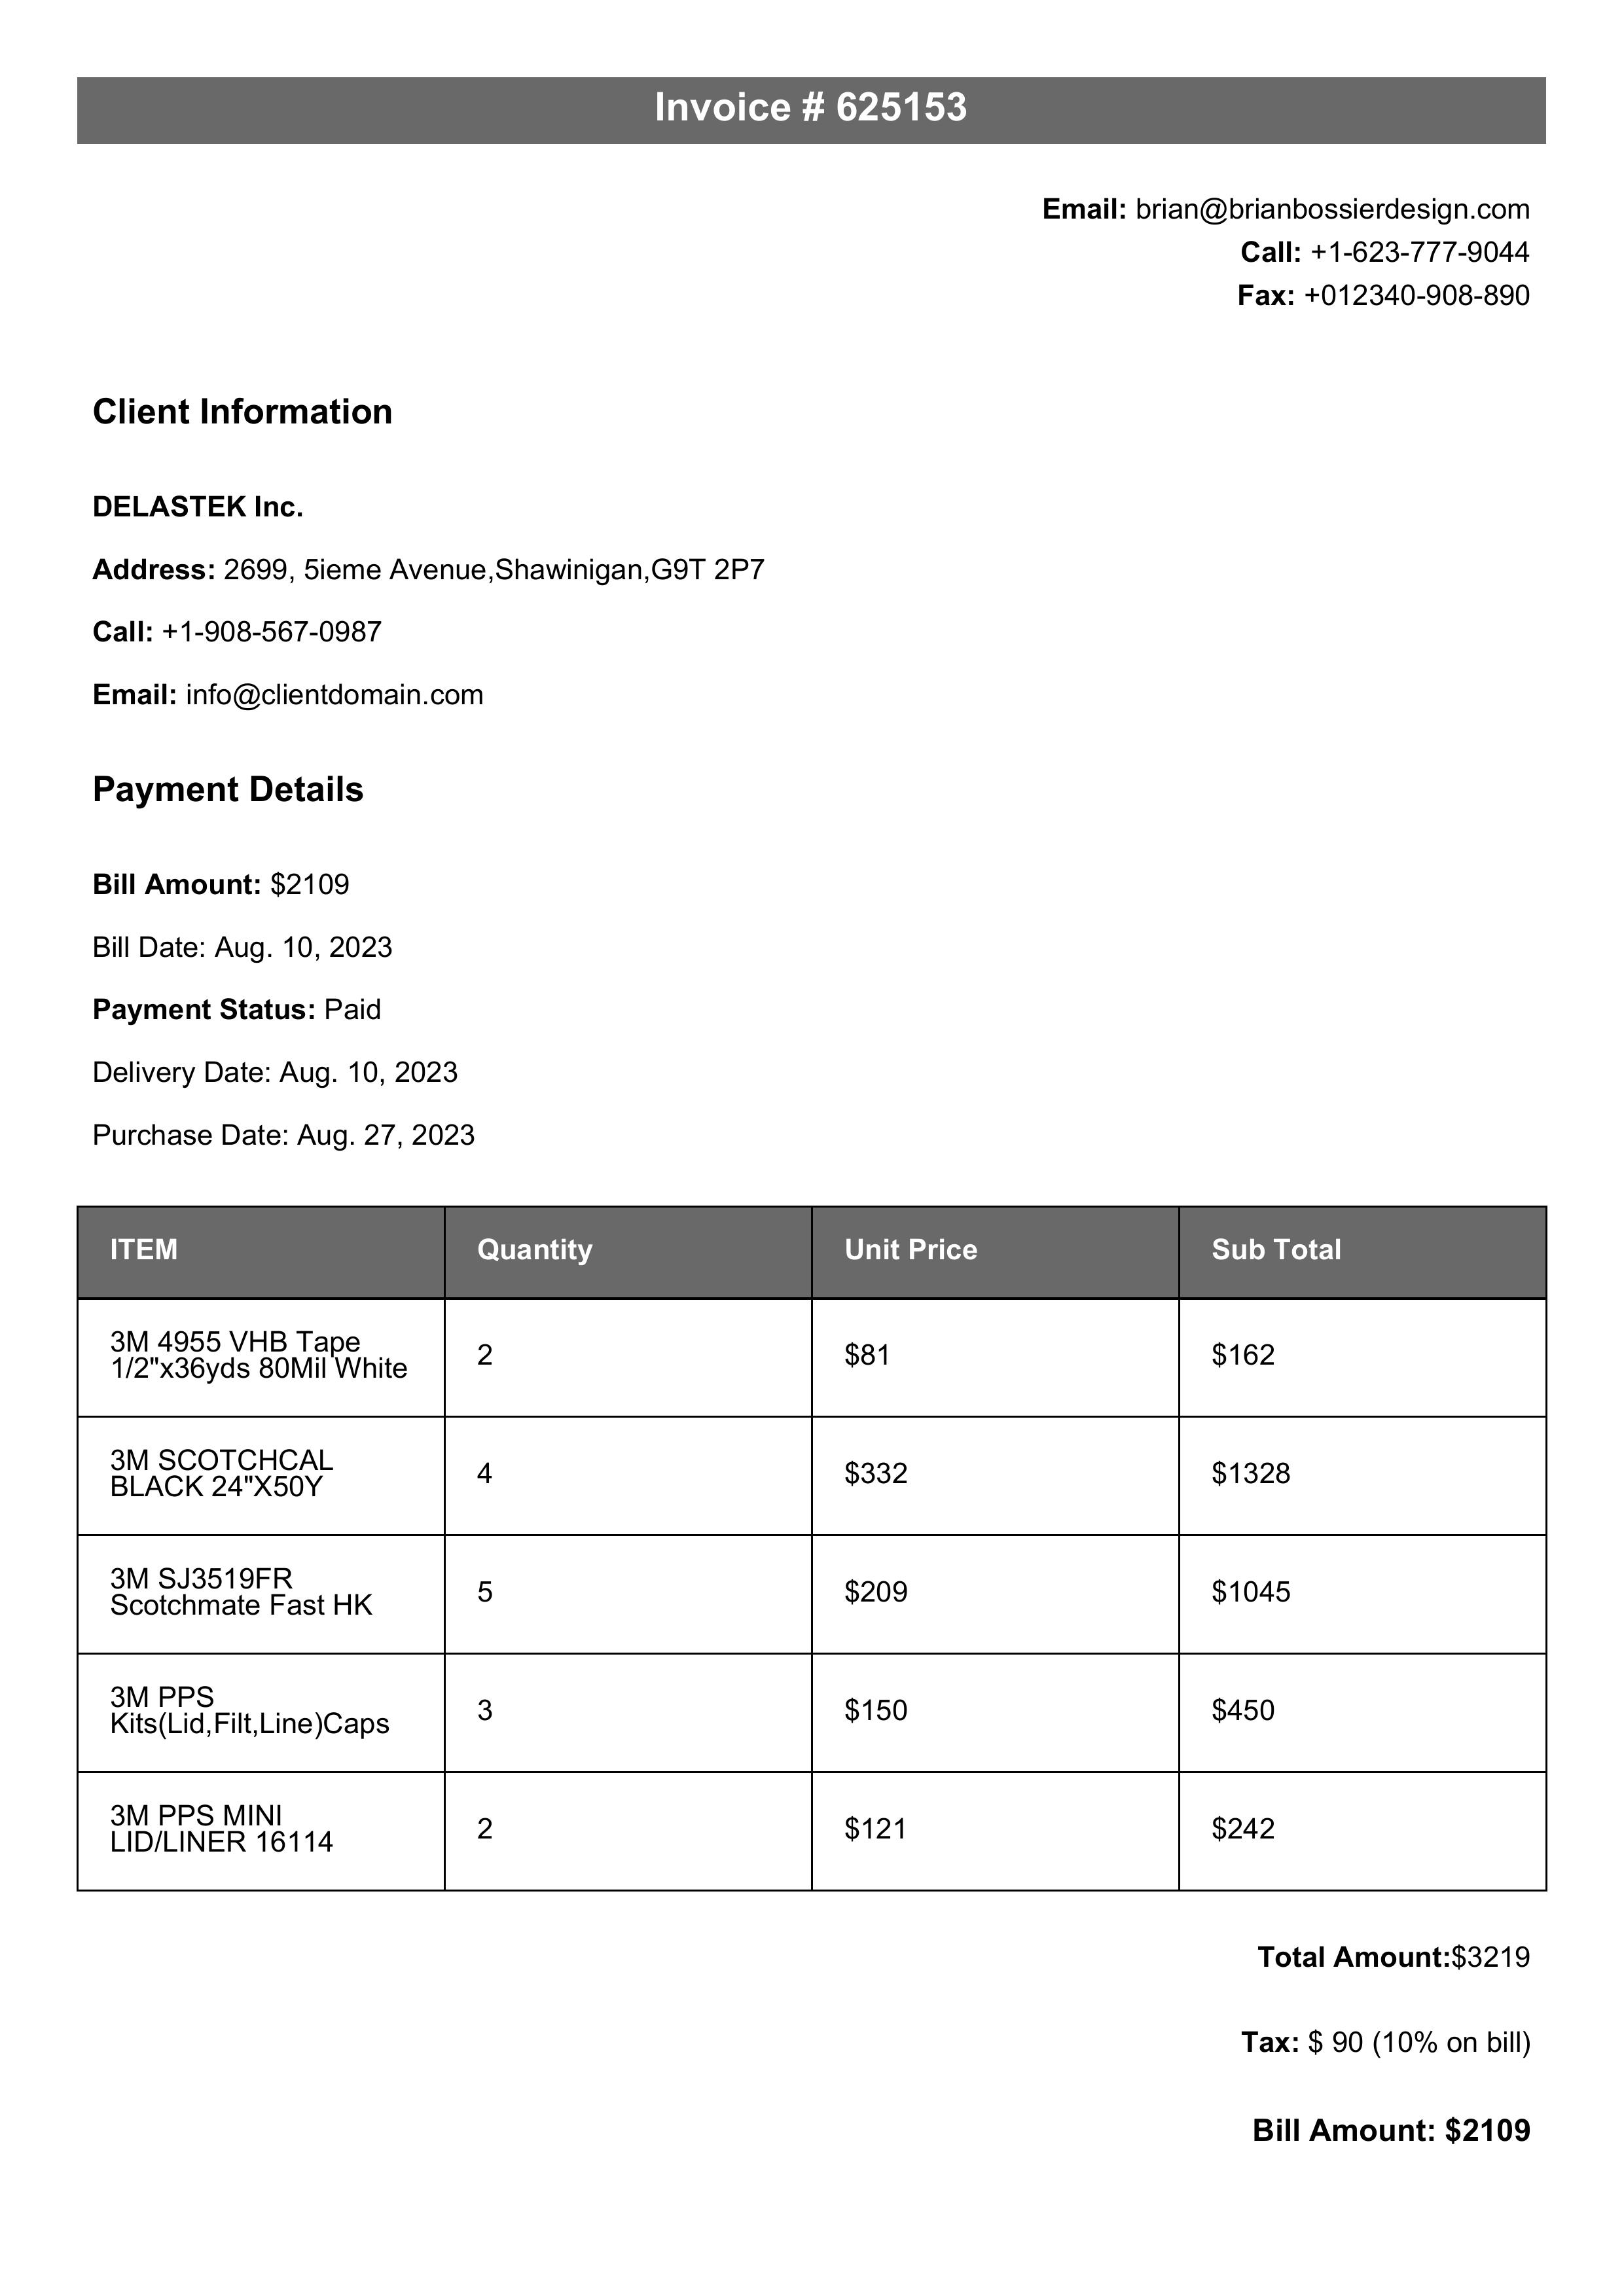 Invoice # 625153
Email: brian@brianbossierdesign.com
Call: +1-623-777-9044
Fax: +012340-908-890
Client Information
DELASTEK Inc.
Address: 2699, 5ieme Avenue,Shawinigan,G9T 2P7
Call: +1-908-567-0987
Email: info@clientdomain.com
Payment Details
Bill Amount: $2109
Bill Date: Aug. 10, 2023
Payment Status: Paid
Delivery Date: Aug. 10, 2023
Purchase Date: Aug. 27, 2023
ITEM Quantity Unit Price Sub Total
3M 4955 VHB Tape
1/2"x36yds 80Mil White 2 $81 $162
3M SCOTCHCAL
BLACK 24"X50Y 4 $332 $1328
3M SJ3519FR
Scotchmate Fast HK 5 $209 $1045
3M PPS
Kits(Lid,Filt,Line)Caps 3 $150 $450
3M PPS MINI
LID/LINER 16114 2 $121 $242
Total Amount:$3219
Tax: $ 90 (10% on bill)
Bill Amount: $2109